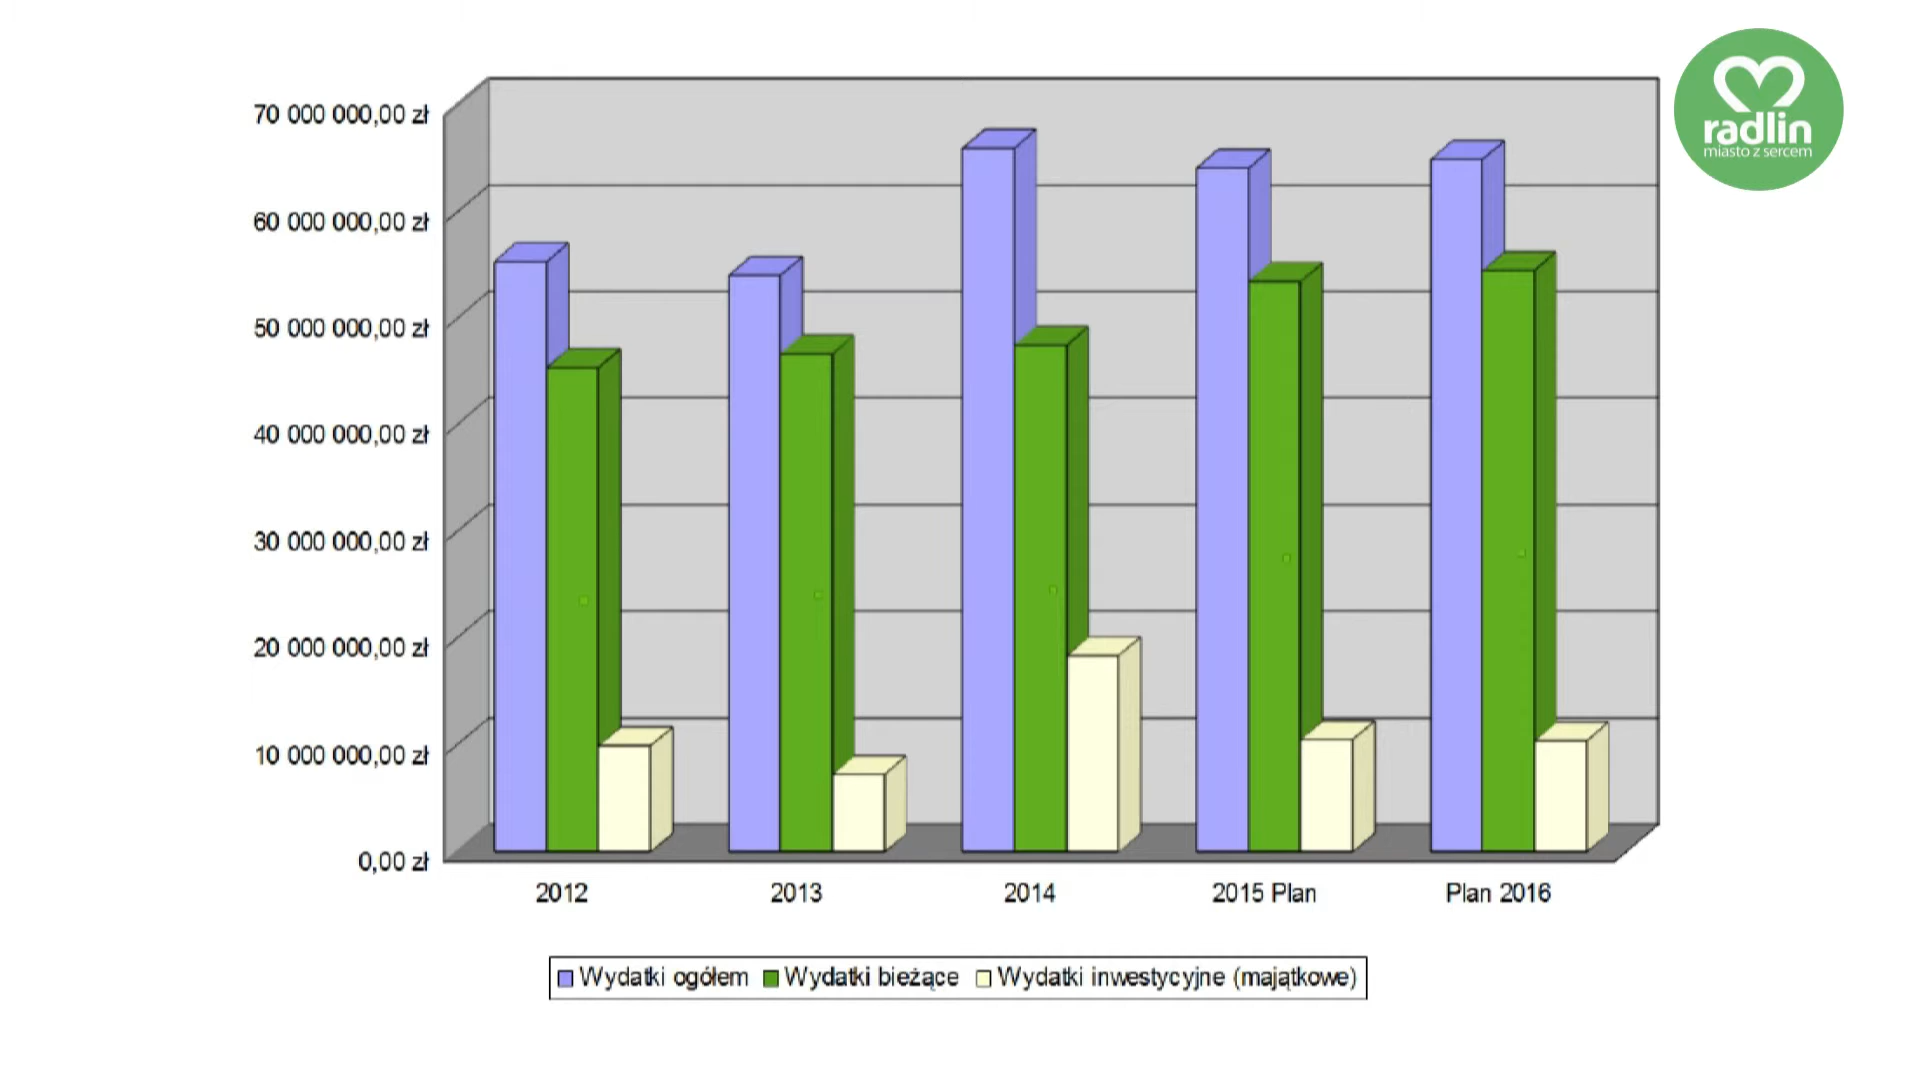 radlin
miasto z sercem
70 000 000,00 zł
60 000 000,00 zł
50 000 000,00 zł
40 000 000,00 zł
30 000 000,00 zł
20 000 000,00 zł
10 000 000,00 zł
0,00 zł
2012 2013 2014 2015 Plan Plan 2016
Wydatki ogółem Wydatki bieżące Wydatki inwestycyjne (majątkowe)